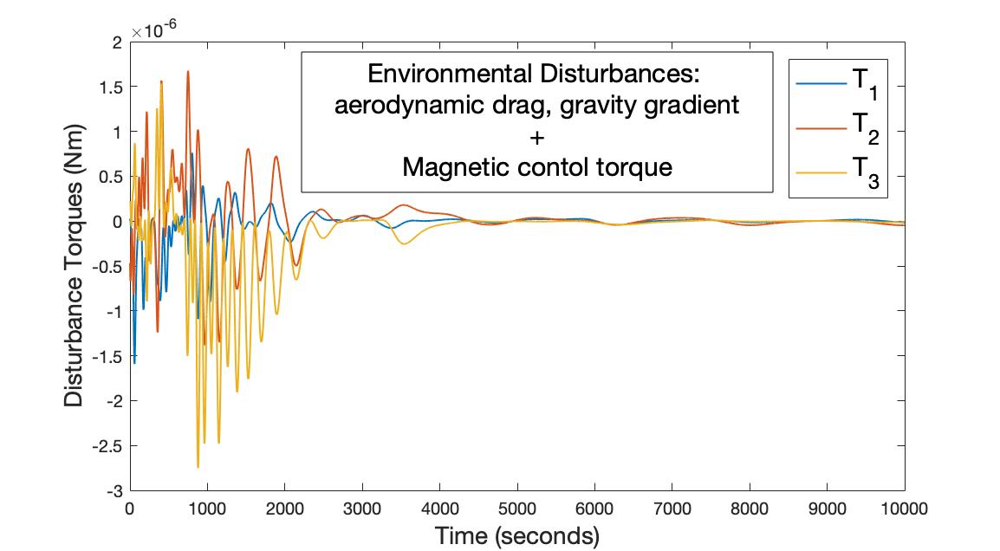 ×10-6
2
1.5
1
0.5
0
-0.5
-1
-1.5
-2
-2.5
-3
Disturbance Torques (Nm)
Environmental Disturbances:
aerodynamic drag, gravity gradient
+
Magnetic contol torque
T1
T2
T3
0 1000 2000 3000 4000 5000 6000 7000 8000 9000 10000
Time (seconds)